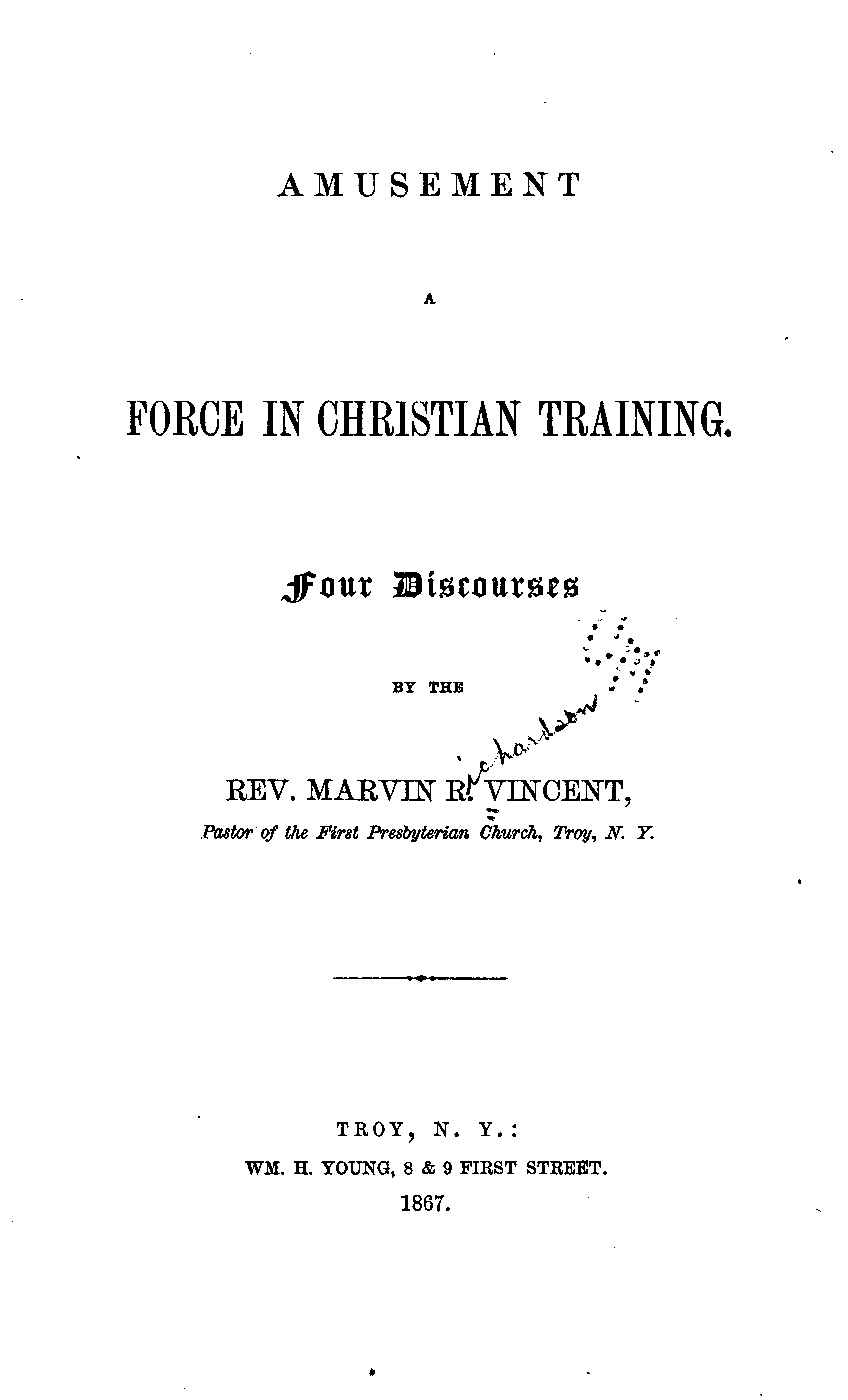 AMUSEMENT
A
FORCE IN CHRISTIAN TRAINING.
Four Discourses
BY THE
richardson
REV. MARVIN R. VINCENT,
Pastor of the First Presbyterian Church, Troy, N. Y.
TROY, N. Y.:
WM. H. YOUNG, 8 & 9 FIRST STREET.
1867.